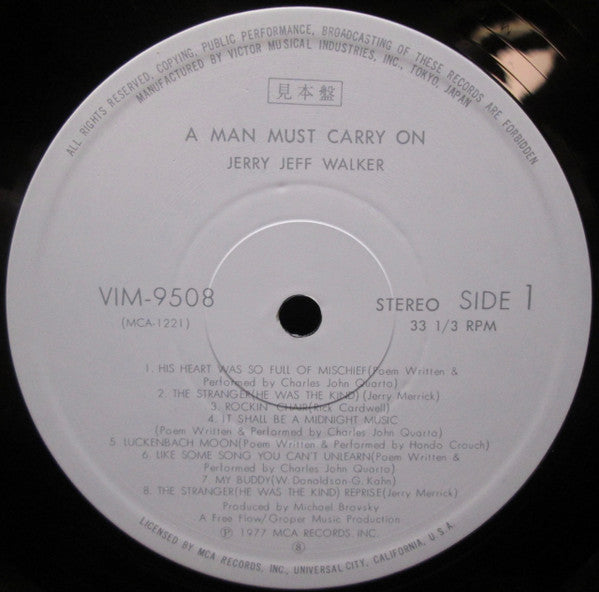 ALL RIGHTS RESERVED, COPYING, PUBLIC PERFORMANCE, BROADCASTING OF THESE RECORDS ARE FORBIDDEN
MANUFACTURED BY VICTOR MUSICAL INDUSTRIES, INC., TOKYO, JAPAN
見本盤
A MAN MUST CARRY ON
JERRY JEFF WALKER
VIM-9508
(MCA-1221)
STEREO SIDE 1
33 1/3 RPM
1. HIS HEART WAS SO FULL OF MISCHIEF(Poem Written &
Performed by Charles John Quarto)
2. THE STRANGER(HE WAS THE KIND) (Jerry Merrick)
3. ROCKIN' CHAIR(Rick Cardwell)
4. IT SHALL BE A MIDNIGHT MUSIC
(Poem Written & Performed by Charles John Quarto)
5. LUCKENBACH MOON(Poem Written & Performed by Hondo Crouch)
6. LIKE SOME SONG YOU CAN'T UNLEARN(Poem Written &
Performed by Charles John Quarto)
7. MY BUDDY(W. Donaldson-G. Kahn)
8. THE STRANGER(HE WAS THE KIND) REPRISE(Jerry Merrick)
Produced by Michael Brovsky
A Free Flow/Groper Music Production
Ⓟ 1977 MCA RECORDS, INC.
⑧
LICENSED BY MCA RECORDS, INC., UNIVERSAL CITY, CALIFORNIA, U.S.A.